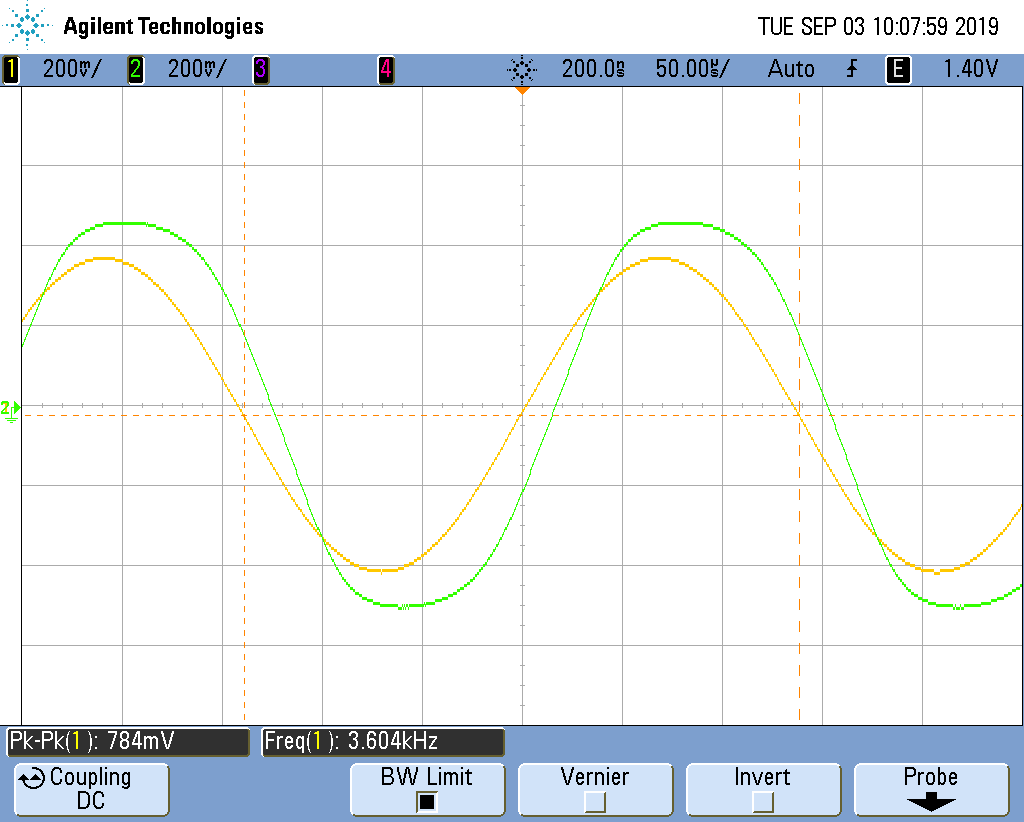 Agilent Technologies TUE SEP 03 10:07:59 2019
1 200mV/ 2 200mV/ 3 4 200.0ns 50.00us/ Auto E 1.40V
2
Pk-Pk(1): 784mV Freq(1): 3.604kHz
Coupling BW Limit Vernier Invert Probe
DC